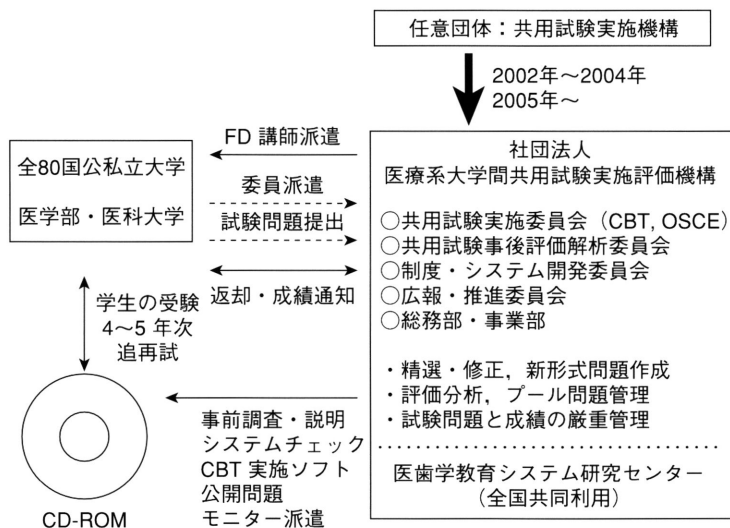 任意団体：共用試験実施機構
2002年～2004年
2005年～
FD 講師派遣
全80国公私立大学
医学部・医科大学
委員派遣
試験問題提出
返却・成績通知
社団法人
医療系大学間共用試験実施評価機構
○共用試験実施委員会（CBT, OSCE）
○共用試験事後評価解析委員会
○制度・システム開発委員会
○広報・推進委員会
○総務部・事業部
・精選・修正，新形式問題作成
・評価分析，プール問題管理
・試験問題と成績の厳重管理
医歯学教育システム研究センター
（全国共同利用）
学生の受験
4～5 年次
追再試
事前調査・説明
システムチェック
CBT 実施ソフト
公開問題
モニター派遣
CD-ROM